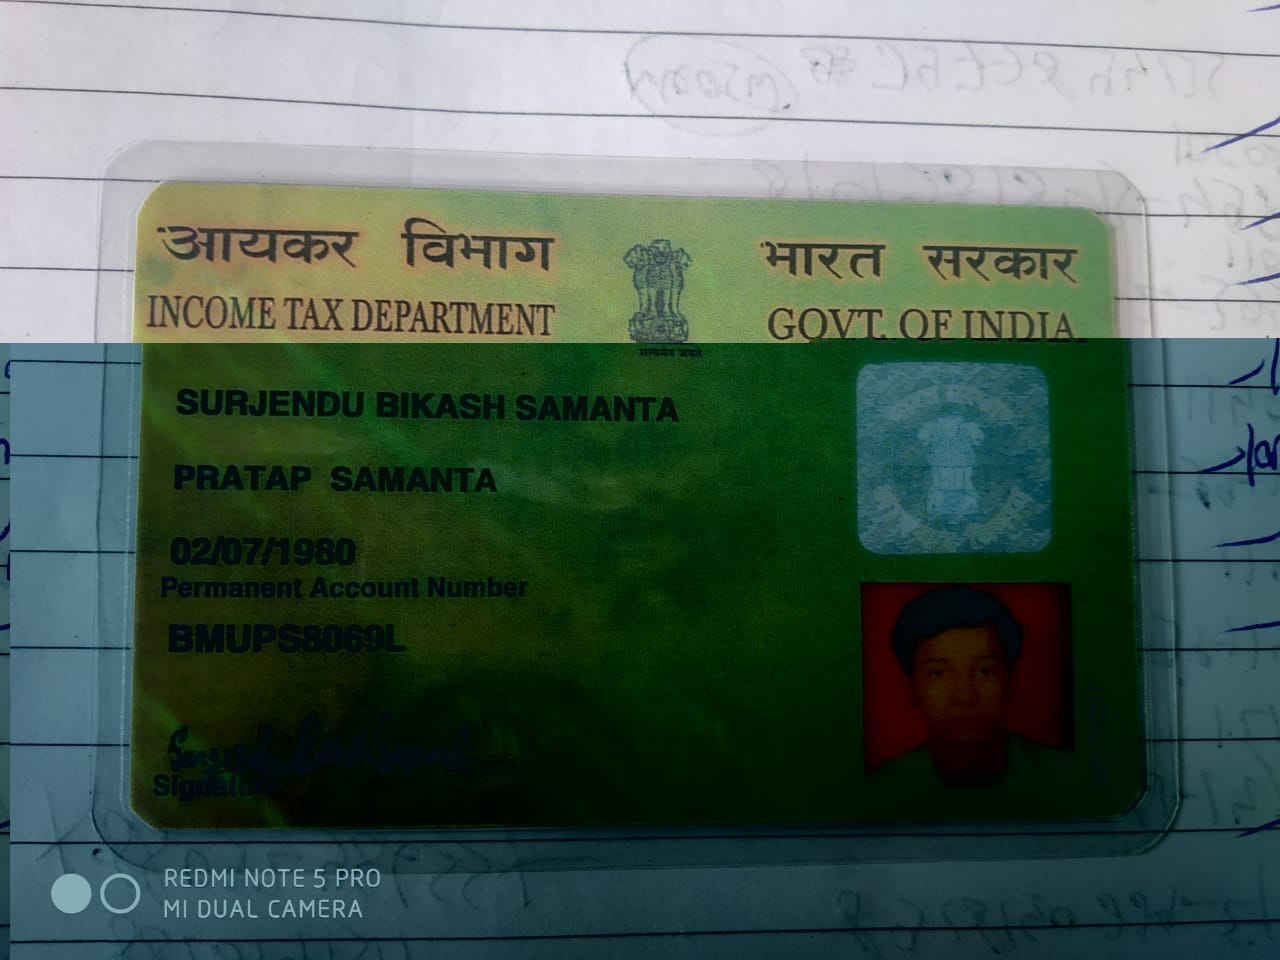 आयकर विभाग
INCOME TAX DEPARTMENT
सत्यमेव जयते
भारत सरकार
GOVT. OF INDIA
SURJENDU BIKASH SAMANTA
PRATAP SAMANTA
02/07/1980
Permanent Account Number
BMUPS8069L
Signature
REDMI NOTE 5 PRO
MI DUAL CAMERA